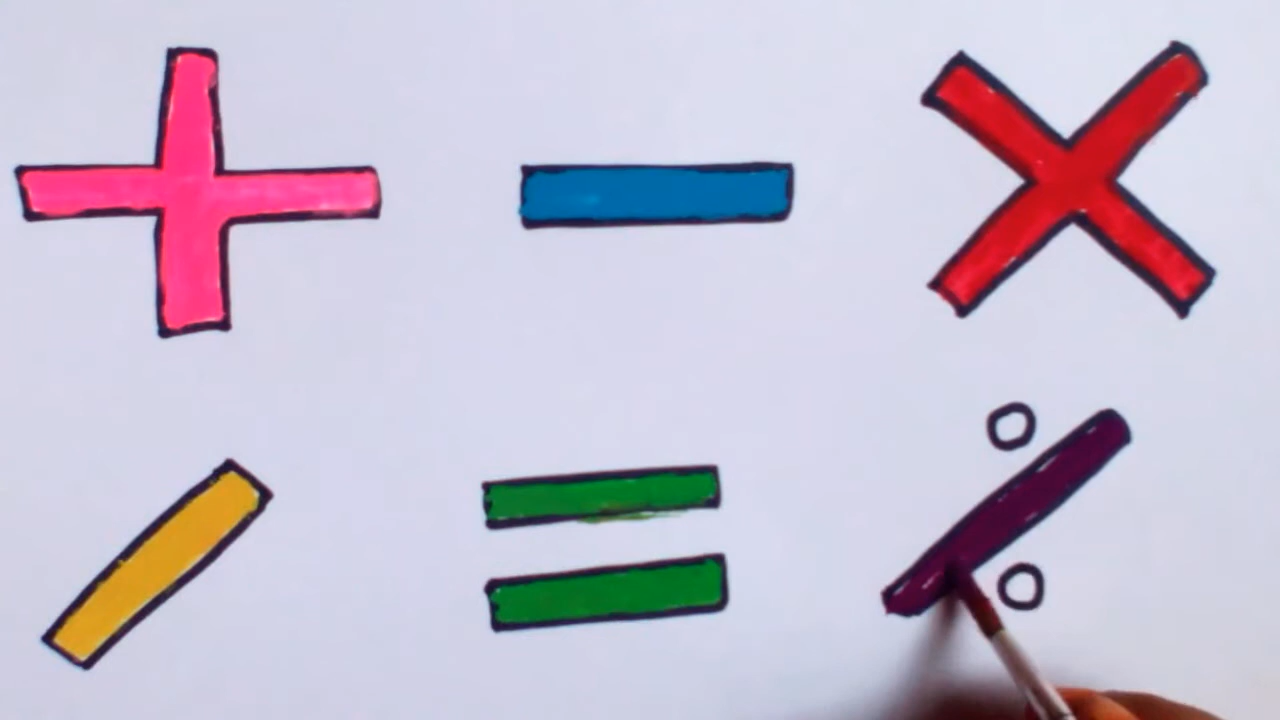 + − ×
/ = %